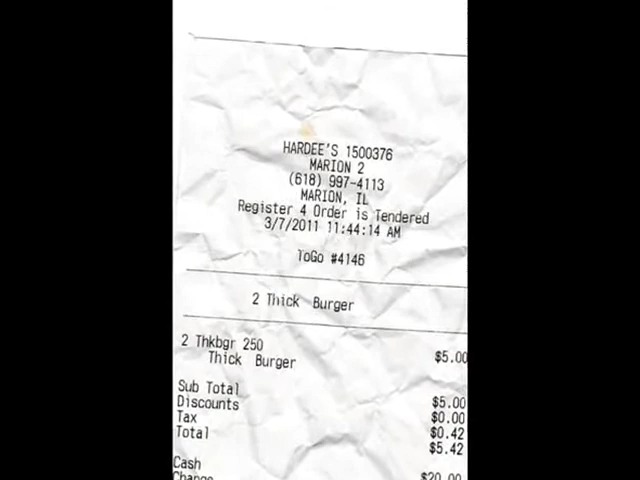 HARDEE'S 1500376
MARION 2
(618) 997-4113
MARION, IL
Register 4 Order is Tendered
3/7/2011 11:44:14 AM
ToGo #4146
2 Thick Burger
2 Thkbgr 250
Thick Burger $5.00
Sub Total $5.00
Discounts $0.00
Tax $0.42
Total $5.42
Cash $20.00
Change